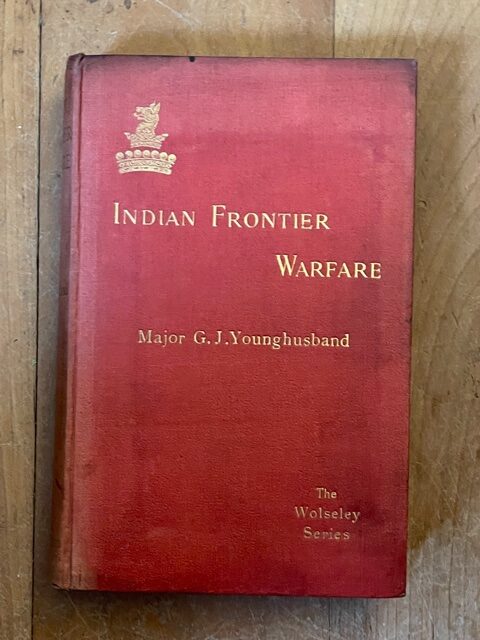 Indian Frontier
Warfare
Major G. J. Younghusband
The
Wolseley
Series